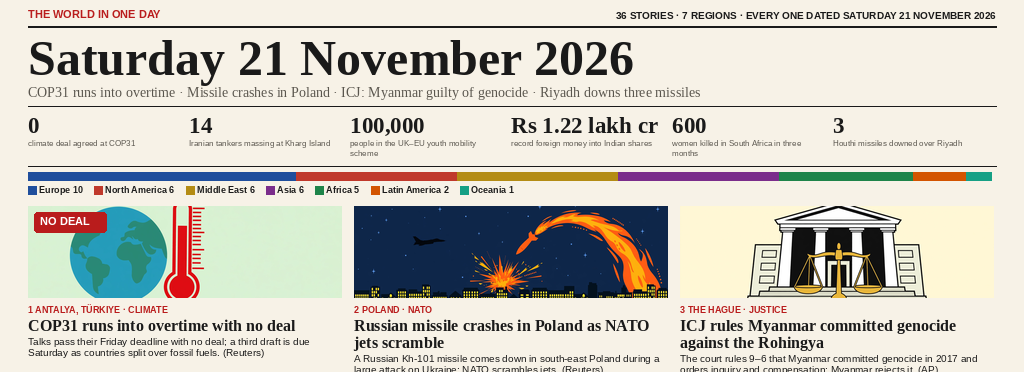 THE WORLD IN ONE DAY
36 STORIES · 7 REGIONS · EVERY ONE DATED SATURDAY 21 NOVEMBER 2026
Saturday 21 November 2026
COP31 runs into overtime · Missile crashes in Poland · ICJ: Myanmar guilty of genocide · Riyadh downs three missiles
0
climate deal agreed at COP31
14
Iranian tankers massing at Kharg Island
100,000
people in the UK–EU youth mobility
scheme
Rs 1.22 lakh cr
record foreign money into Indian shares
600
women killed in South Africa in three
months
3
Houthi missiles downed over Riyadh
Europe 10
North America 6
Middle East 6
Asia 6
Africa 5
Latin America 2
Oceania 1
NO DEAL
1 ANTALYA, TÜRKIYE · CLIMATE
COP31 runs into overtime with no deal
Talks pass their Friday deadline with no deal; a third draft is due
Saturday as countries split over fossil fuels. (Reuters)
2 POLAND · NATO
Russian missile crashes in Poland as NATO
jets scramble
A Russian Kh-101 missile comes down in south-east Poland during a
large attack on Ukraine; NATO scrambles jets. (Reuters)
3 THE HAGUE · JUSTICE
ICJ rules Myanmar committed genocide
against the Rohingya
The court rules 9–6 that Myanmar committed genocide in 2017 and
orders inquiry and compensation; Myanmar rejects it. (AP)